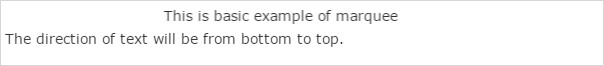 This is basic example of marquee
The direction of text will be from bottom to top.